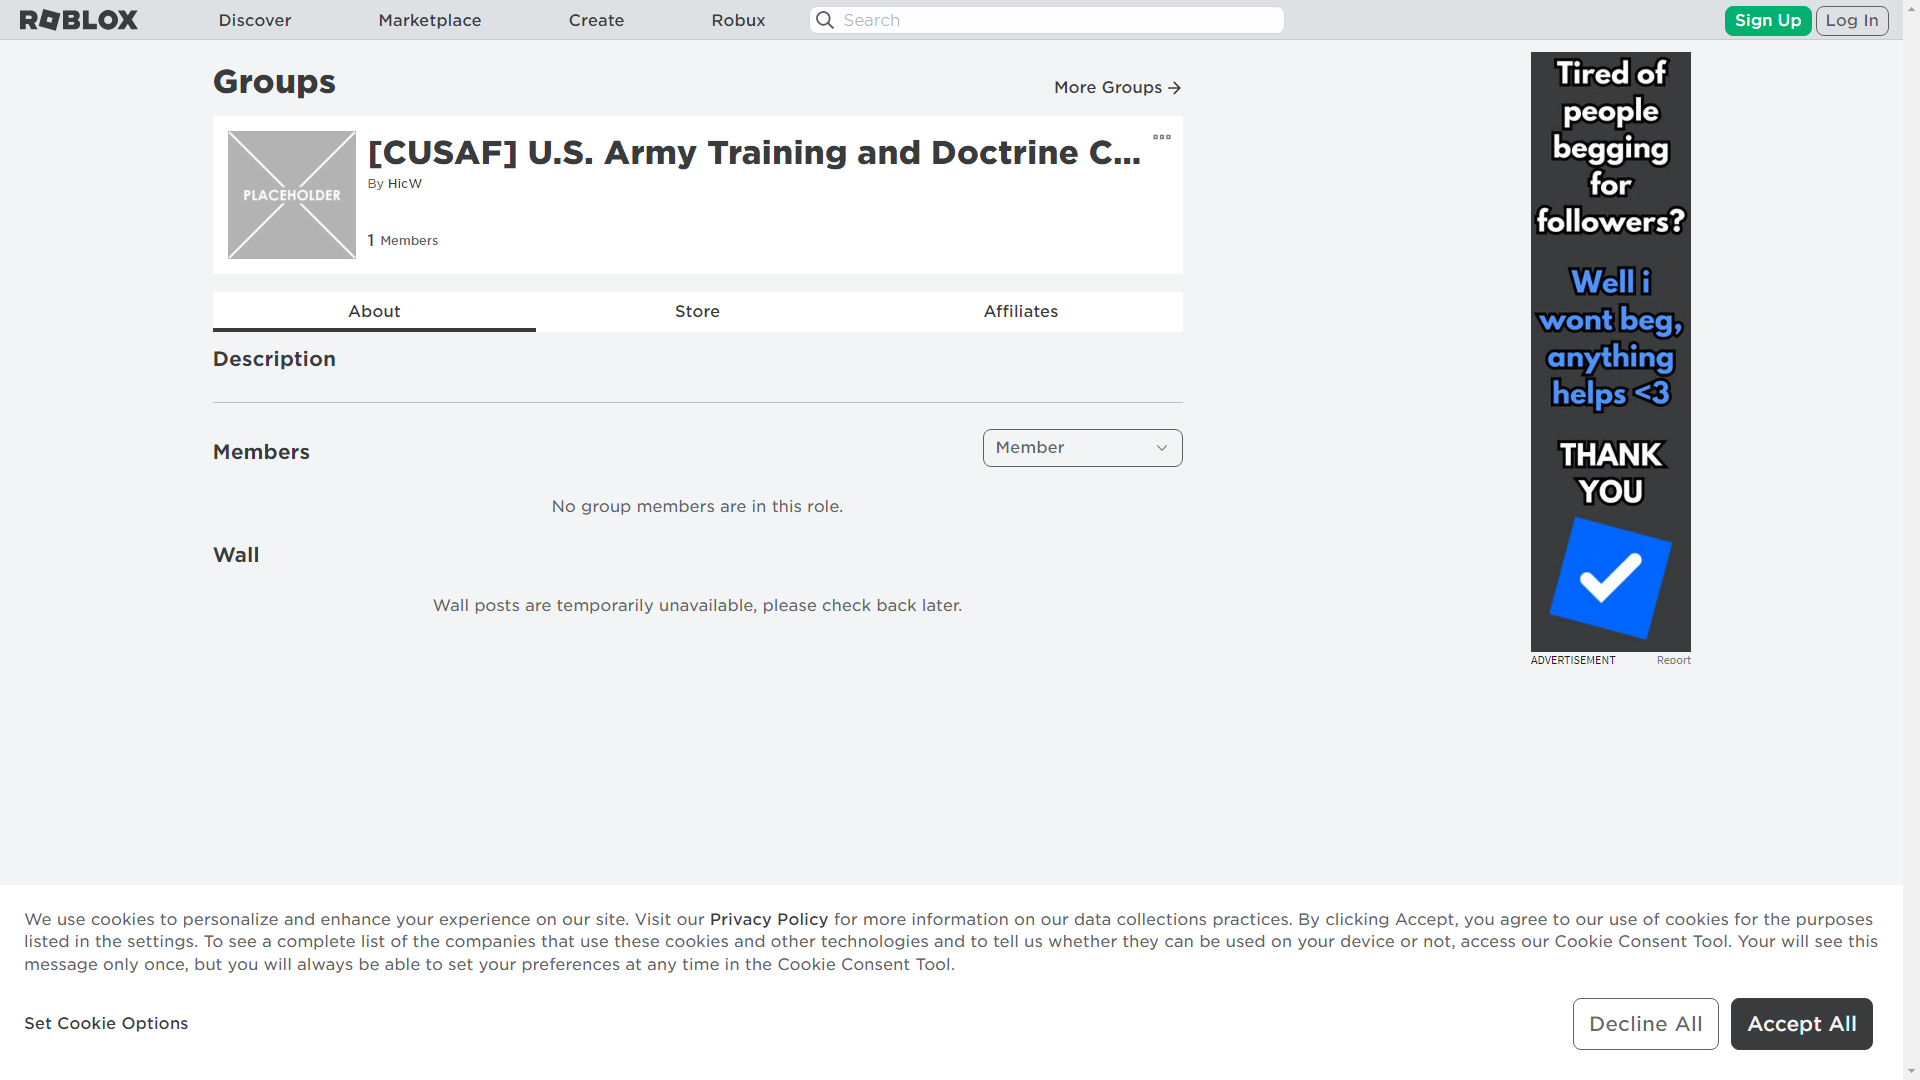 ROBLOX Discover Marketplace Create Robux Search Sign Up Log In
Groups
More Groups
PLACEHOLDER
[CUSAF] U.S. Army Training and Doctrine C...
By HicW
1 Members
About Store Affiliates
Description
Members
Member
No group members are in this role.
Wall
Wall posts are temporarily unavailable, please check back later.
Tired of
people
begging
for
followers?
Well i
wont beg,
anything
helps <3
THANK
YOU
ADVERTISEMENT Report
We use cookies to personalize and enhance your experience on our site. Visit our Privacy Policy for more information on our data collections practices. By clicking Accept, you agree to our use of cookies for the purposes
listed in the settings. To see a complete list of the companies that use these cookies and other technologies and to tell us whether they can be used on your device or not, access our Cookie Consent Tool. Your will see this
message only once, but you will always be able to set your preferences at any time in the Cookie Consent Tool.
Set Cookie Options
Decline All
Accept All